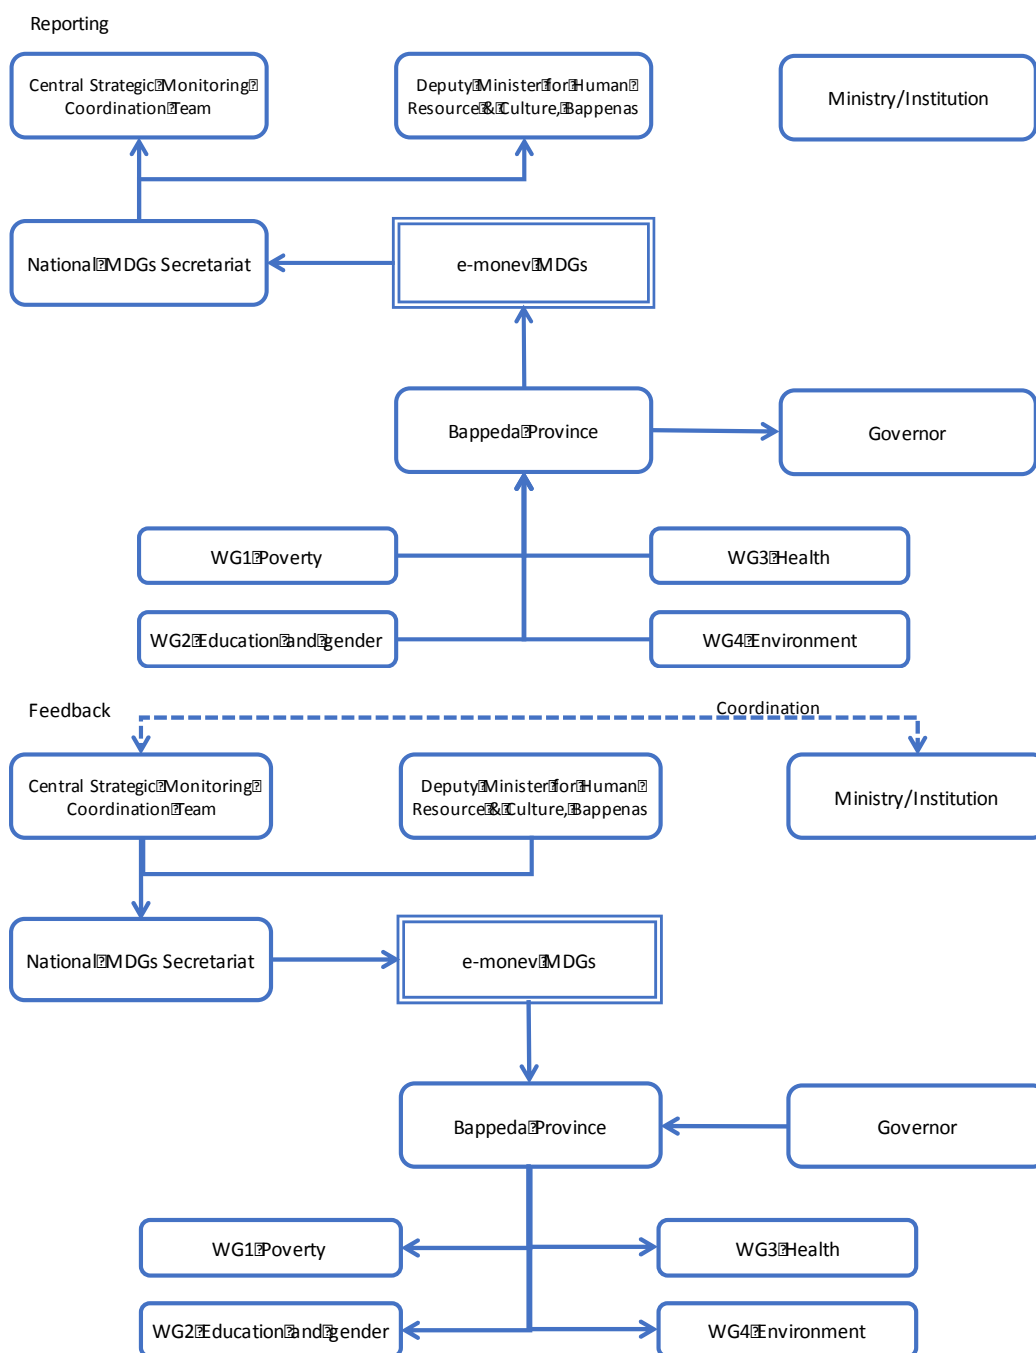 Reporting
Central Strategic Monitoring
Coordination Team
Deputy Minister for Human
Resource & Culture, Bappenas
Ministry/Institution
National MDGs Secretariat
e-monev MDGs
Bappeda Province
Governor
WG1 Poverty
WG3 Health
WG2 Education and gender
WG4 Environment
Feedback
Coordination
Central Strategic Monitoring
Coordination Team
Deputy Minister for Human
Resource & Culture, Bappenas
Ministry/Institution
National MDGs Secretariat
e-monev MDGs
Bappeda Province
Governor
WG1 Poverty
WG3 Health
WG2 Education and gender
WG4 Environment